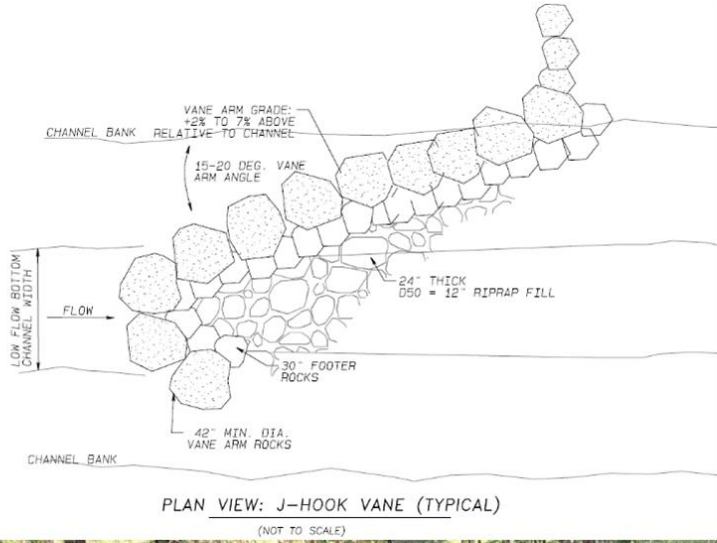 VANE ARM GRADE:
+2% TO 7% ABOVE
RELATIVE TO CHANNEL
CHANNEL BANK
15-20 DEG. VANE
ARM ANGLE
LOW FLOW BOTTOM
CHANNEL WIDTH
FLOW
24" THICK
D50 = 12" RIPRAP FILL
30" FOOTER
ROCKS
42" MIN. DIA.
VANE ARM ROCKS
CHANNEL BANK
PLAN VIEW: J-HOOK VANE (TYPICAL)
(NOT TO SCALE)